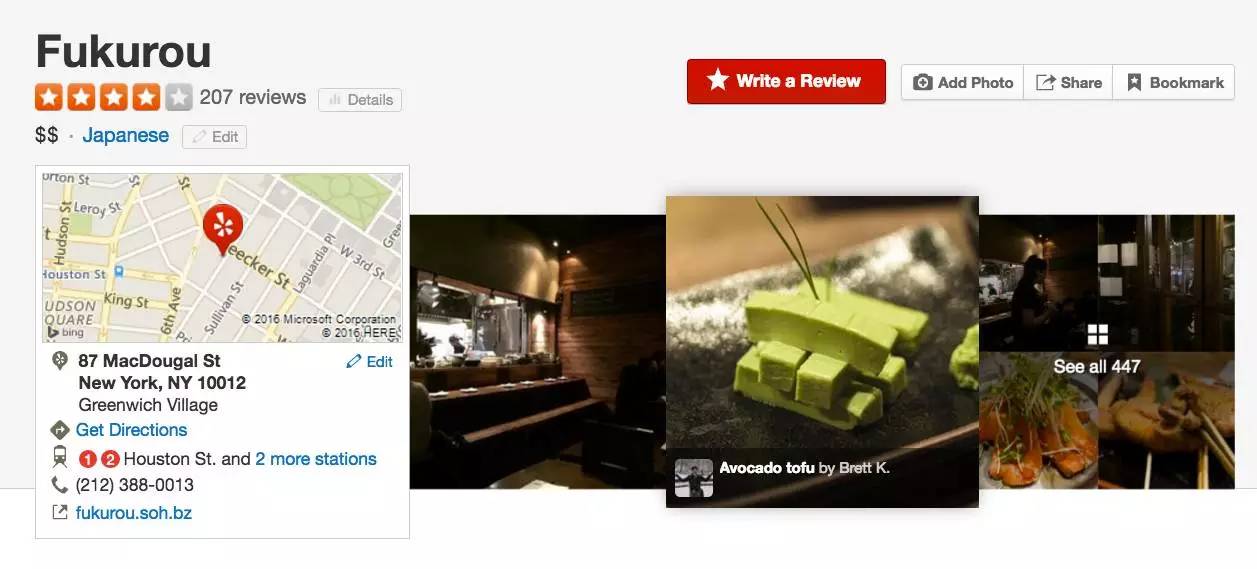 Fukurou
207 reviews
Details
Write a Review
Add Photo
Share
Bookmark
$$ · Japanese
Edit
orton St
Leroy St
Hudson St
t
St
eecker St
Laguardia Pl
W 3rd St
Gree
Houston St
King St
UDSON
QUARE
6th Ave
Sullivan St
bing
© 2016 Microsoft Corporation
© 2016 HERE
87 MacDougal St
Edit
New York, NY 10012
Greenwich Village
Get Directions
1 2 Houston St. and 2 more stations
(212) 388-0013
fukurou.soh.bz
Avocado tofu by Brett K.
See all 447